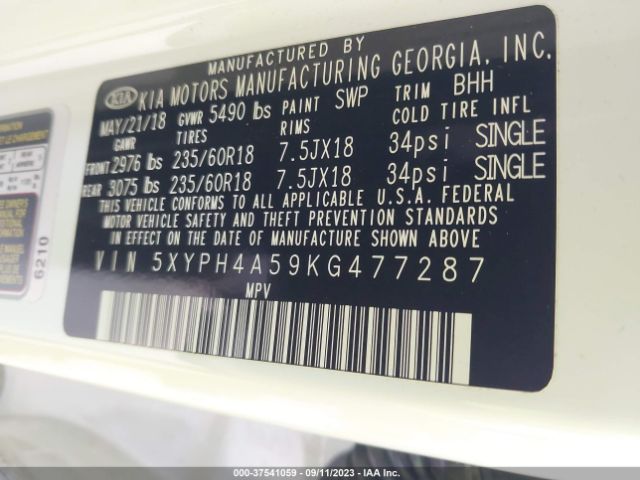 MANUFACTURED BY
KIA KIA MOTORS MANUFACTURING GEORGIA, INC.
MAY/21/18 GVWR 5490 lbs PAINT SWP TRIM BHH
GAWR TIRES RIMS COLD TIRE INFL
FRONT 2976 lbs 235/60R18 7.5JX18 34psi SINGLE
REAR 3075 lbs 235/60R18 7.5JX18 34psi SINGLE
THIS VEHICLE CONFORMS TO ALL APPLICABLE U.S.A. FEDERAL
MOTOR VEHICLE SAFETY AND THEFT PREVENTION STANDARDS
IN EFFECT ON THE DATE OF MANUFACTURE SHOWN ABOVE
VIN 5XYPH4A59KG477287
MPV
6210
000-37541059 - 09/11/2023 - IAA Inc.